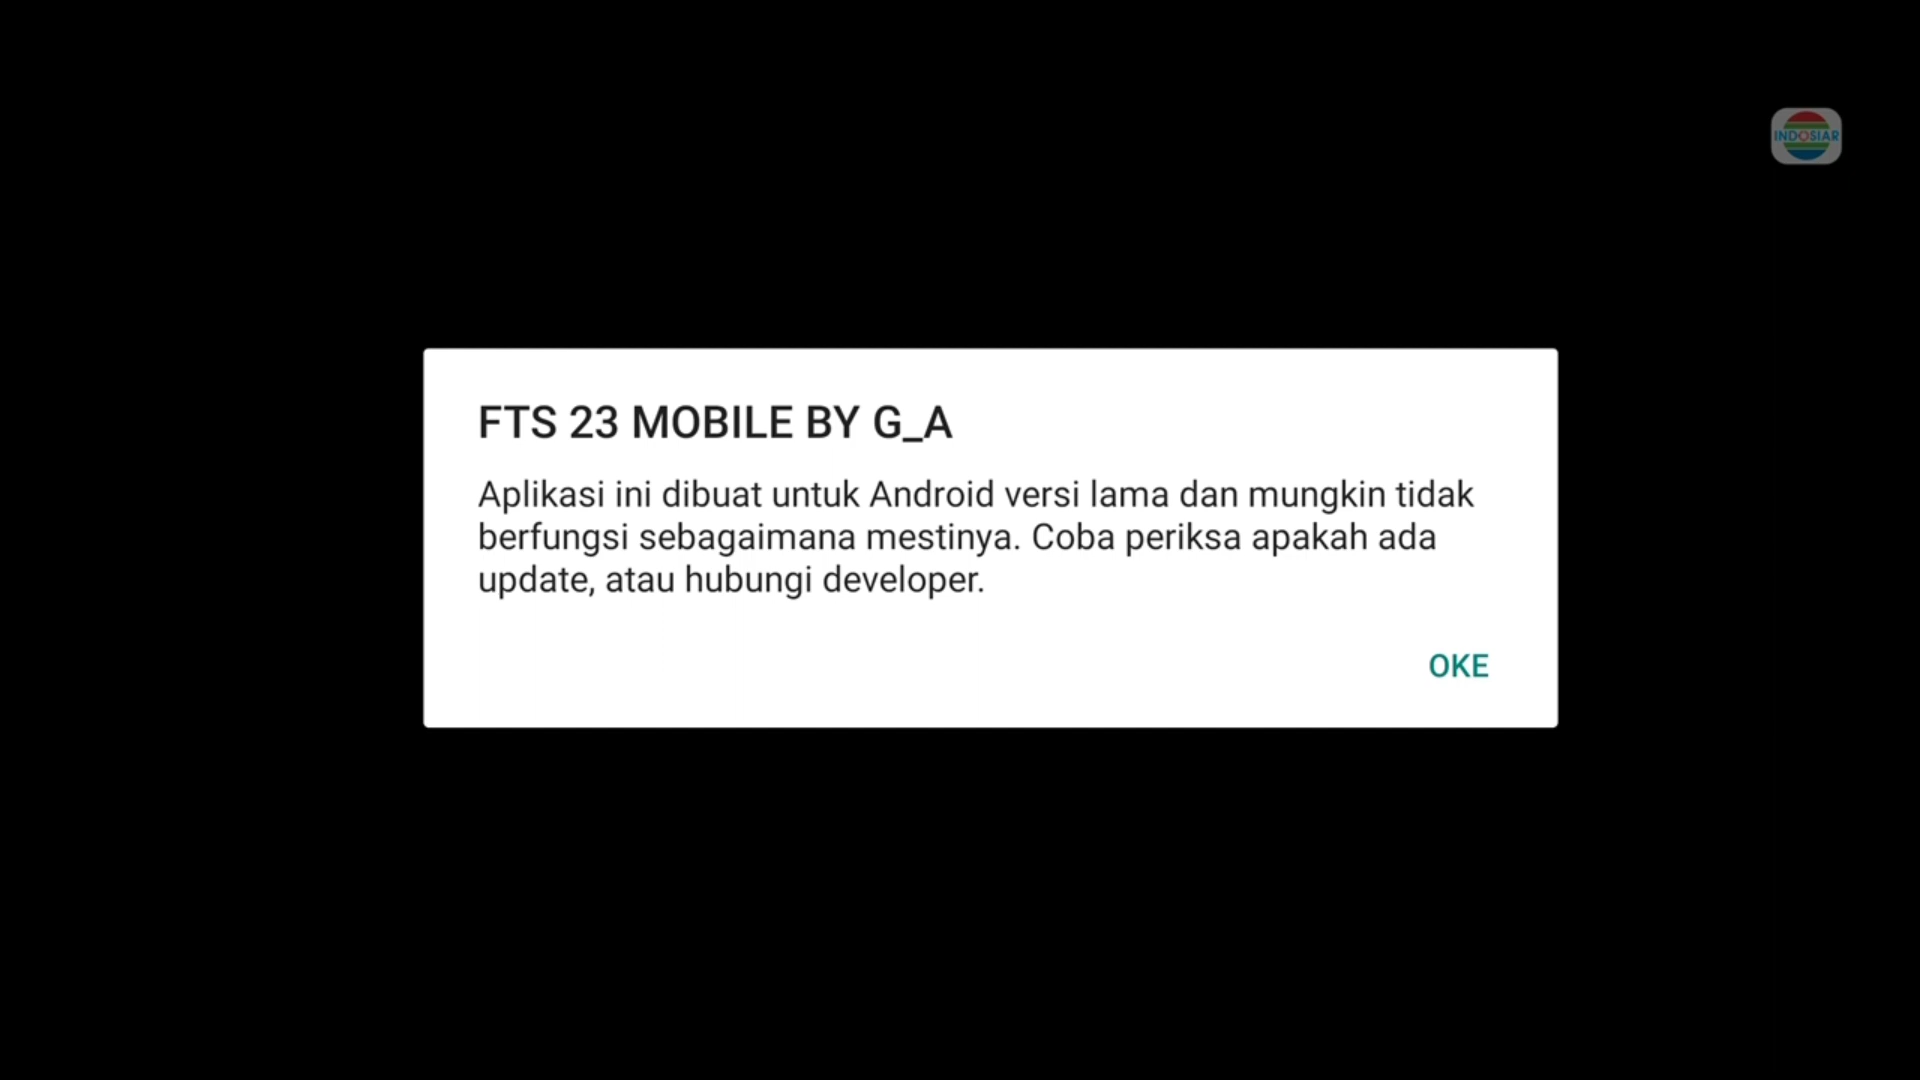 INDOSIAR
FTS 23 MOBILE BY G_A
Aplikasi ini dibuat untuk Android versi lama dan mungkin tidak
berfungsi sebagaimana mestinya. Coba periksa apakah ada
update, atau hubungi developer.
OKE